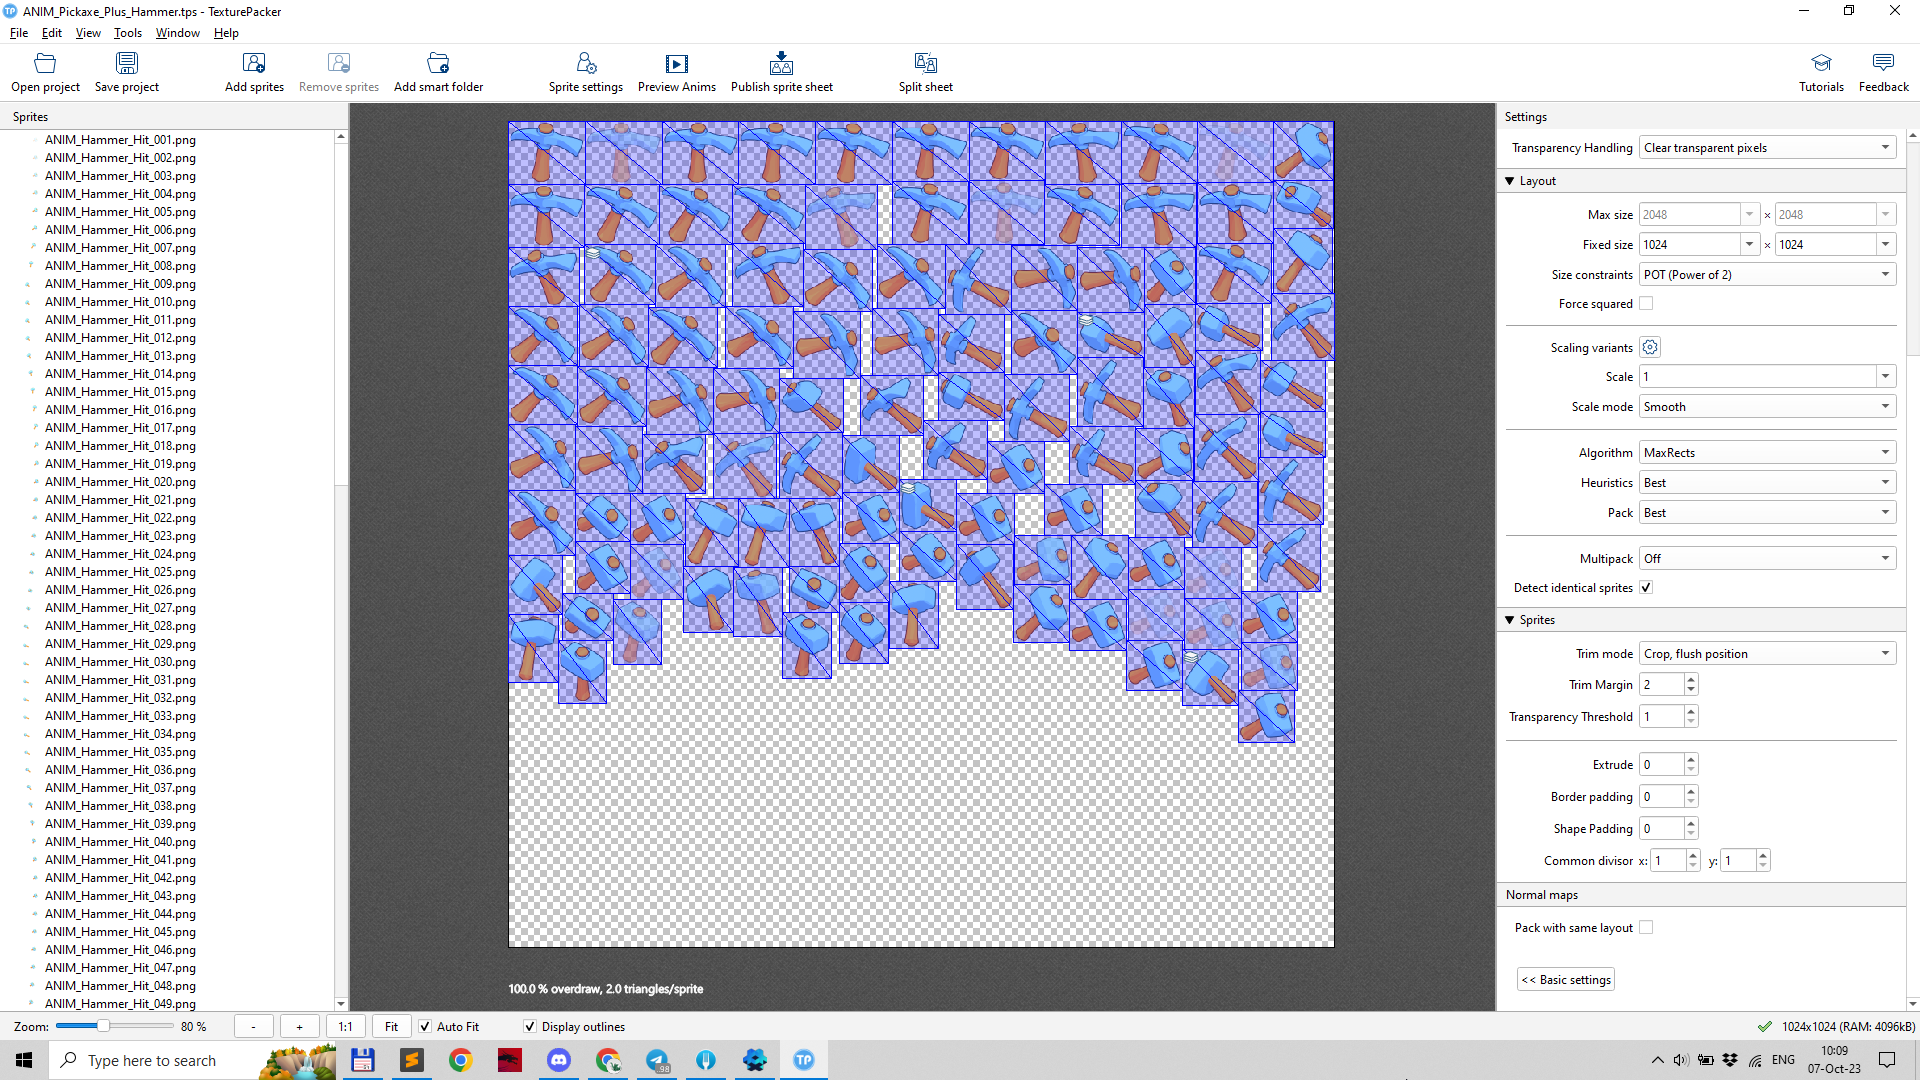 ANIM_Pickaxe_Plus_Hammer.tps - TexturePacker
File Edit View Tools Window Help
Open project
Save project
Add sprites
Remove sprites
Add smart folder
Sprite settings
Preview Anims
Publish sprite sheet
Split sheet
Tutorials
Feedback
Sprites
ANIM_Hammer_Hit_001.png
ANIM_Hammer_Hit_002.png
ANIM_Hammer_Hit_003.png
ANIM_Hammer_Hit_004.png
ANIM_Hammer_Hit_005.png
ANIM_Hammer_Hit_006.png
ANIM_Hammer_Hit_007.png
ANIM_Hammer_Hit_008.png
ANIM_Hammer_Hit_009.png
ANIM_Hammer_Hit_010.png
ANIM_Hammer_Hit_011.png
ANIM_Hammer_Hit_012.png
ANIM_Hammer_Hit_013.png
ANIM_Hammer_Hit_014.png
ANIM_Hammer_Hit_015.png
ANIM_Hammer_Hit_016.png
ANIM_Hammer_Hit_017.png
ANIM_Hammer_Hit_018.png
ANIM_Hammer_Hit_019.png
ANIM_Hammer_Hit_020.png
ANIM_Hammer_Hit_021.png
ANIM_Hammer_Hit_022.png
ANIM_Hammer_Hit_023.png
ANIM_Hammer_Hit_024.png
ANIM_Hammer_Hit_025.png
ANIM_Hammer_Hit_026.png
ANIM_Hammer_Hit_027.png
ANIM_Hammer_Hit_028.png
ANIM_Hammer_Hit_029.png
ANIM_Hammer_Hit_030.png
ANIM_Hammer_Hit_031.png
ANIM_Hammer_Hit_032.png
ANIM_Hammer_Hit_033.png
ANIM_Hammer_Hit_034.png
ANIM_Hammer_Hit_035.png
ANIM_Hammer_Hit_036.png
ANIM_Hammer_Hit_037.png
ANIM_Hammer_Hit_038.png
ANIM_Hammer_Hit_039.png
ANIM_Hammer_Hit_040.png
ANIM_Hammer_Hit_041.png
ANIM_Hammer_Hit_042.png
ANIM_Hammer_Hit_043.png
ANIM_Hammer_Hit_044.png
ANIM_Hammer_Hit_045.png
ANIM_Hammer_Hit_046.png
ANIM_Hammer_Hit_047.png
ANIM_Hammer_Hit_048.png
ANIM_Hammer_Hit_049.png
100.0 % overdraw, 2.0 triangles/sprite
Settings
Transparency Handling Clear transparent pixels
Layout
Max size 2048 × 2048
Fixed size 1024 × 1024
Size constraints POT (Power of 2)
Force squared
Scaling variants
Scale 1
Scale mode Smooth
Algorithm MaxRects
Heuristics Best
Pack Best
Multipack Off
Detect identical sprites
Sprites
Trim mode Crop, flush position
Trim Margin 2
Transparency Threshold 1
Extrude 0
Border padding 0
Shape Padding 0
Common divisor x: 1 y: 1
Normal maps
Pack with same layout
<< Basic settings
Zoom: 80 % - + 1:1 Fit Auto Fit Display outlines 1024x1024 (RAM: 4096kB)
Type here to search
TP
98
ENG
10:09
07-Oct-23